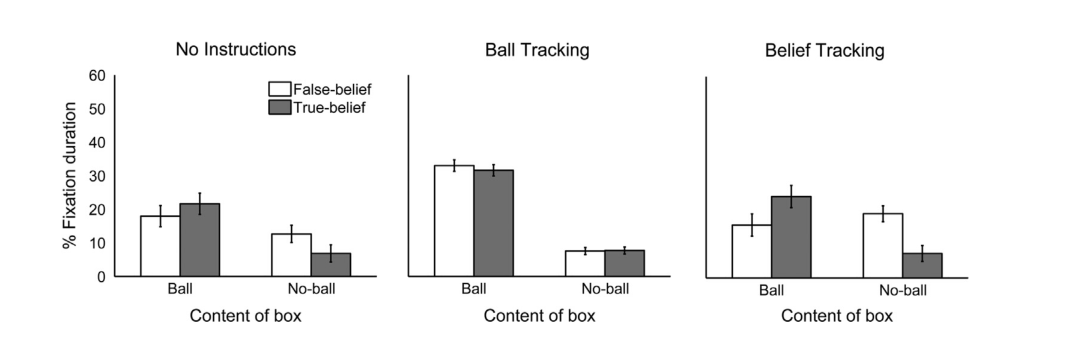 No Instructions
Ball Tracking
Belief Tracking
% Fixation duration
60
50
40
30
20
10
0
False-belief
True-belief
Ball
No-ball
Ball
No-ball
Ball
No-ball
Content of box
Content of box
Content of box